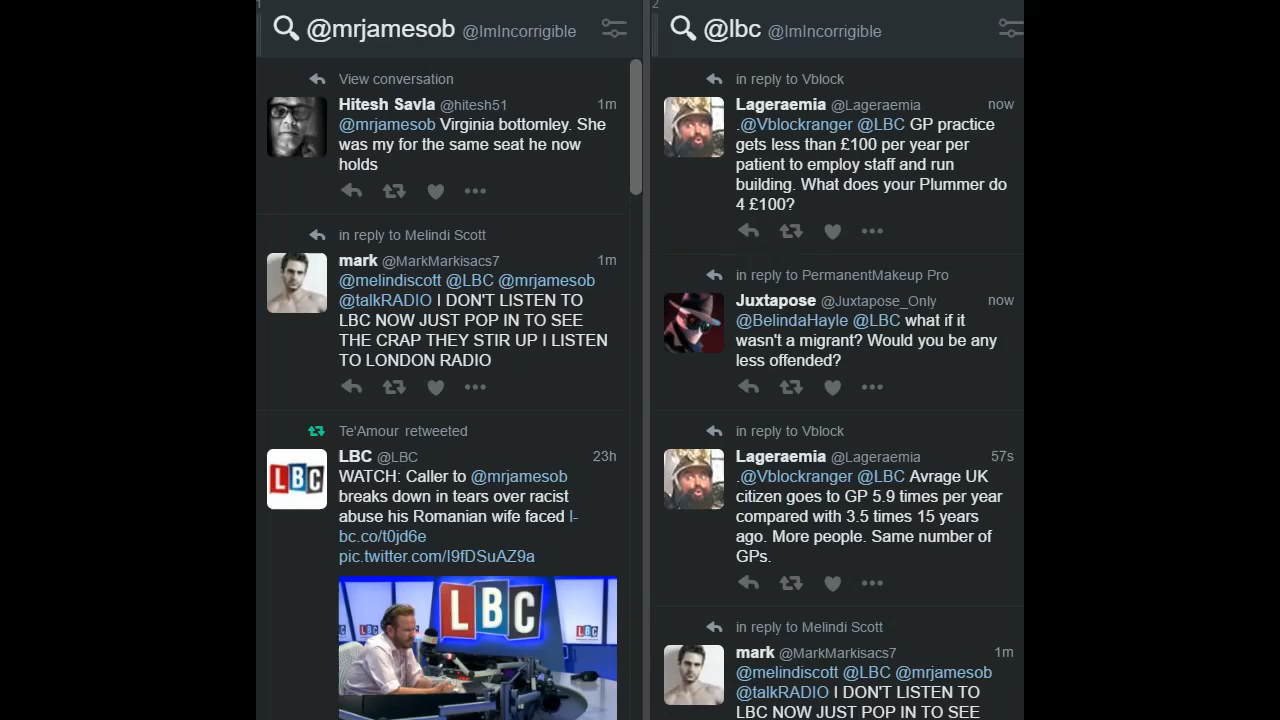 1
@mrjamesob @ImIncorrigible
View conversation
Hitesh Savla @hitesh51 1m
@mrjamesob Virginia bottomley. She
was my for the same seat he now
holds
in reply to Melindi Scott
mark @MarkMarkisacs7 1m
@melindiscott @LBC @mrjamesob
@talkRADIO I DON'T LISTEN TO
LBC NOW JUST POP IN TO SEE
THE CRAP THEY STIR UP I LISTEN
TO LONDON RADIO
Te'Amour retweeted
LBC @LBC 23h
LBC
WATCH: Caller to @mrjamesob
breaks down in tears over racist
abuse his Romanian wife faced l-
bc.co/t0jd6e
pic.twitter.com/I9fDSuAZ9a
LBC
LBC
LBC
2
@lbc @ImIncorrigible
in reply to Vblock
Lageraemia @Lageraemia now
.@Vblockranger @LBC GP practice
gets less than £100 per year per
patient to employ staff and run
building. What does your Plummer do
4 £100?
in reply to PermanentMakeup Pro
Juxtapose @Juxtapose_Only now
@BelindaHayle @LBC what if it
wasn't a migrant? Would you be any
less offended?
in reply to Vblock
Lageraemia @Lageraemia 57s
.@Vblockranger @LBC Avrage UK
citizen goes to GP 5.9 times per year
compared with 3.5 times 15 years
ago. More people. Same number of
GPs.
in reply to Melindi Scott
mark @MarkMarkisacs7 1m
@melindiscott @LBC @mrjamesob
@talkRADIO I DON'T LISTEN TO
LBC NOW JUST POP IN TO SEE